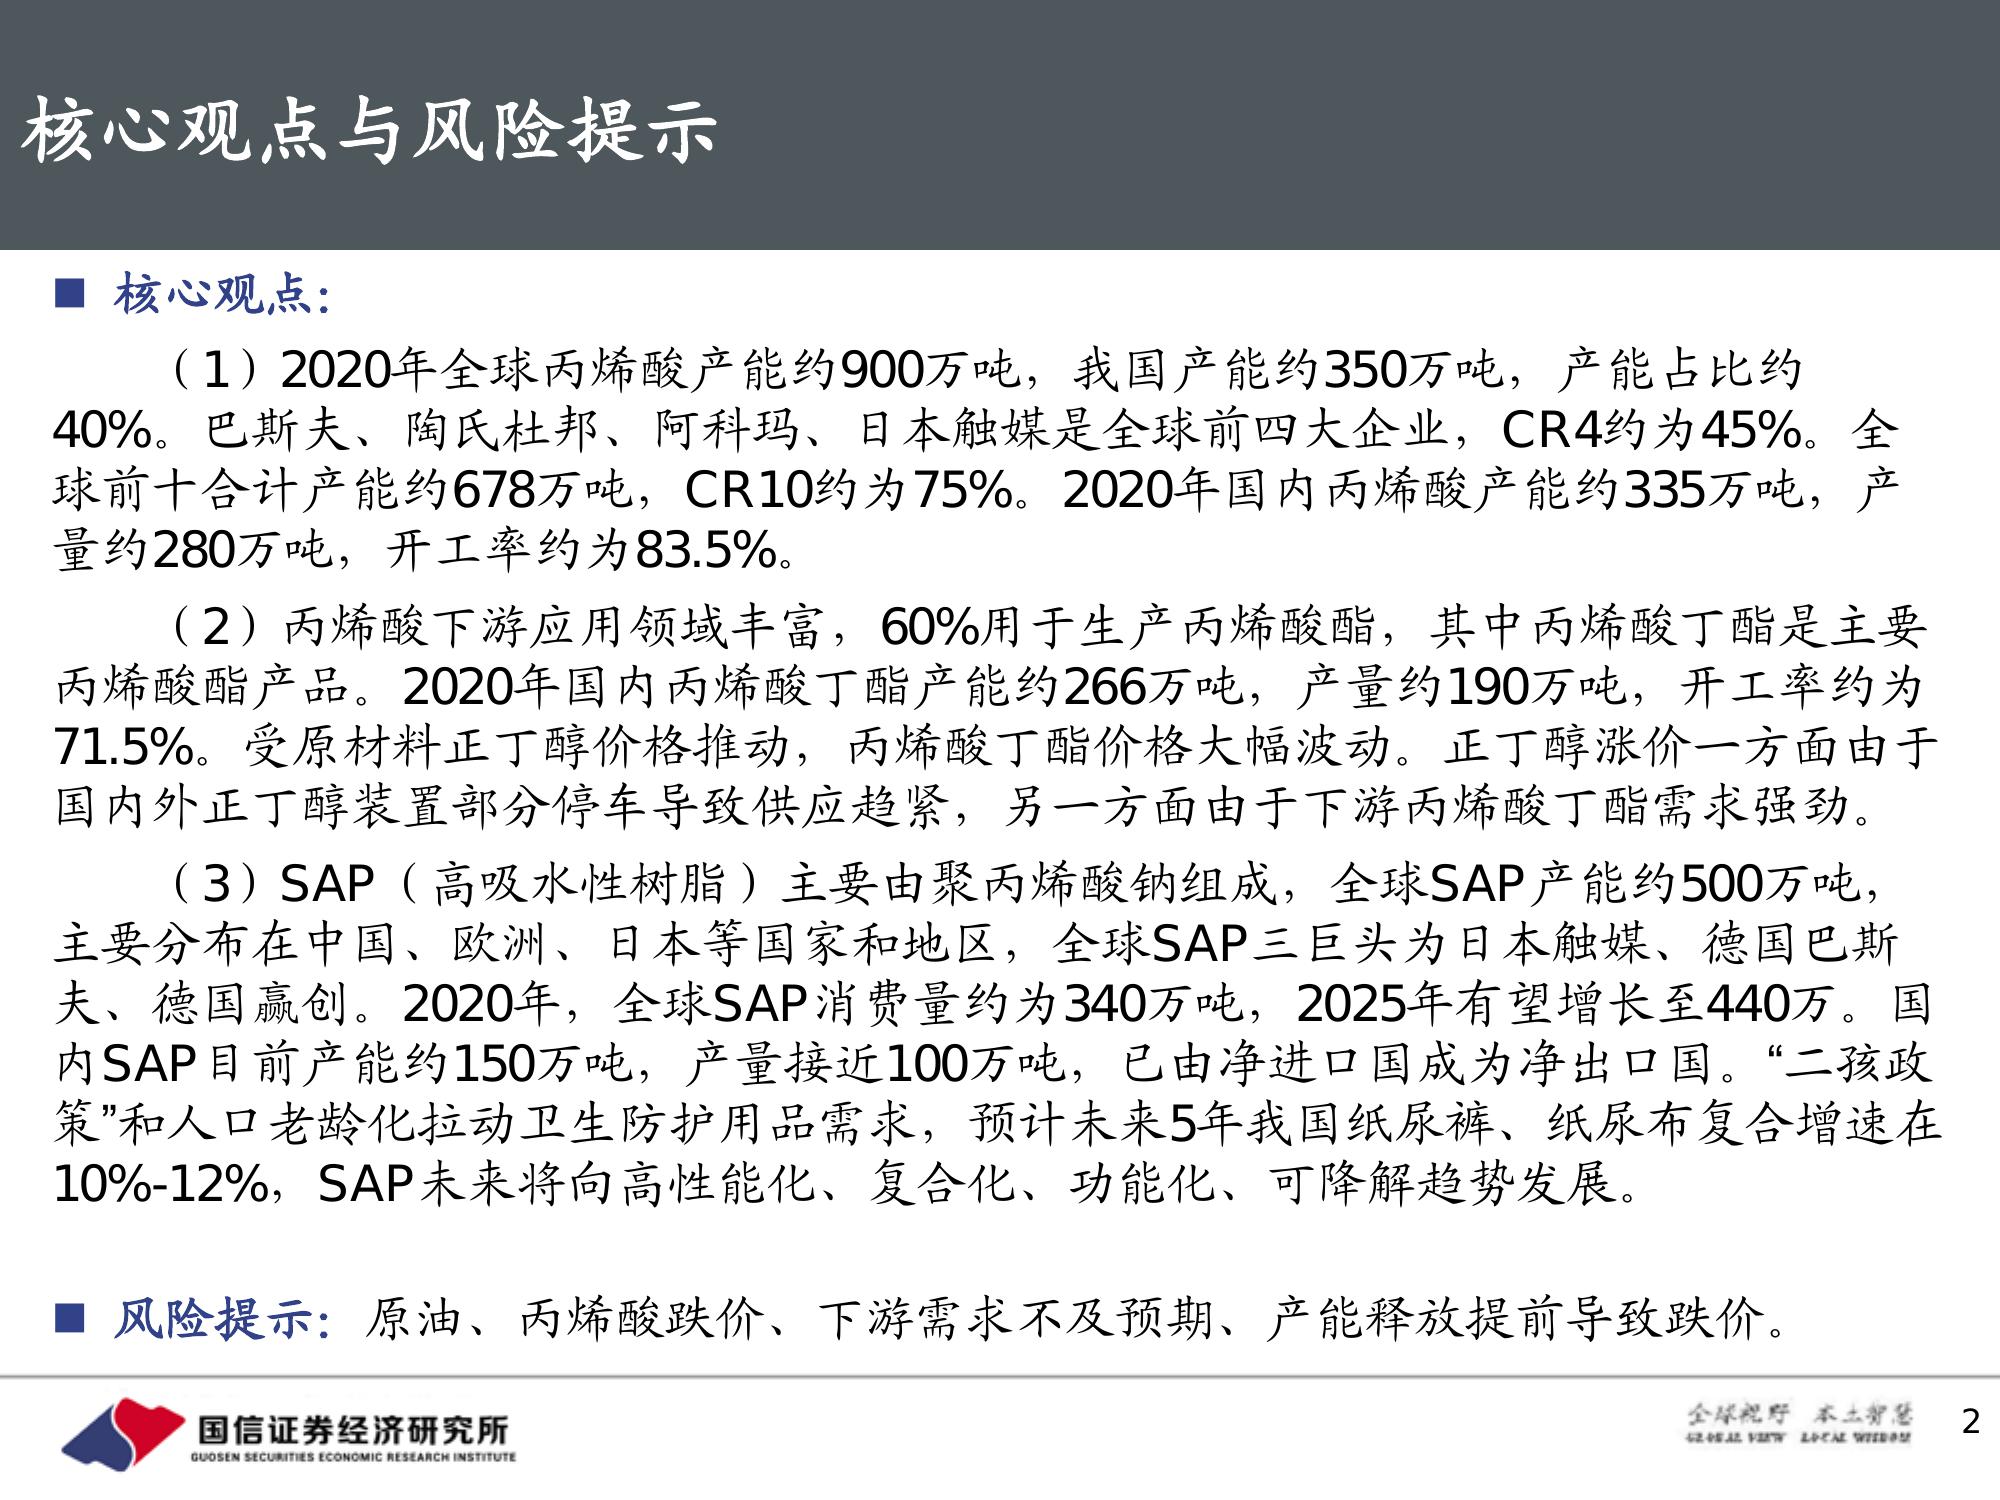 核心观点与风险提示
■ 核心观点：
（1）2020年全球丙烯酸产能约900万吨，我国产能约350万吨，产能占比约
40%。巴斯夫、陶氏杜邦、阿科玛、日本触媒是全球前四大企业，CR4约为45%。全
球前十合计产能约678万吨，CR10约为75%。2020年国内丙烯酸产能约335万吨，产
量约280万吨，开工率约为83.5%。
（2）丙烯酸下游应用领域丰富，60%用于生产丙烯酸酯，其中丙烯酸丁酯是主要
丙烯酸酯产品。2020年国内丙烯酸丁酯产能约266万吨，产量约190万吨，开工率约为
71.5%。受原材料正丁醇价格推动，丙烯酸丁酯价格大幅波动。正丁醇涨价一方面由于
国内外正丁醇装置部分停车导致供应趋紧，另一方面由于下游丙烯酸丁酯需求强劲。
（3）SAP（高吸水性树脂）主要由聚丙烯酸钠组成，全球SAP产能约500万吨，
主要分布在中国、欧洲、日本等国家和地区，全球SAP三巨头为日本触媒、德国巴斯
夫、德国赢创。2020年，全球SAP消费量约为340万吨，2025年有望增长至440万。国
内SAP目前产能约150万吨，产量接近100万吨，已由净进口国成为净出口国。“二孩政
策”和人口老龄化拉动卫生防护用品需求，预计未来5年我国纸尿裤、纸尿布复合增速在
10%-12%，SAP未来将向高性能化、复合化、功能化、可降解趋势发展。
■ 风险提示：原油、丙烯酸跌价、下游需求不及预期、产能释放提前导致跌价。
国信证券经济研究所
GUOSEN SECURITIES ECONOMIC RESEARCH INSTITUTE
全球视野 本土智慧
GLOBAL VIEW LOCAL WISDOM
2